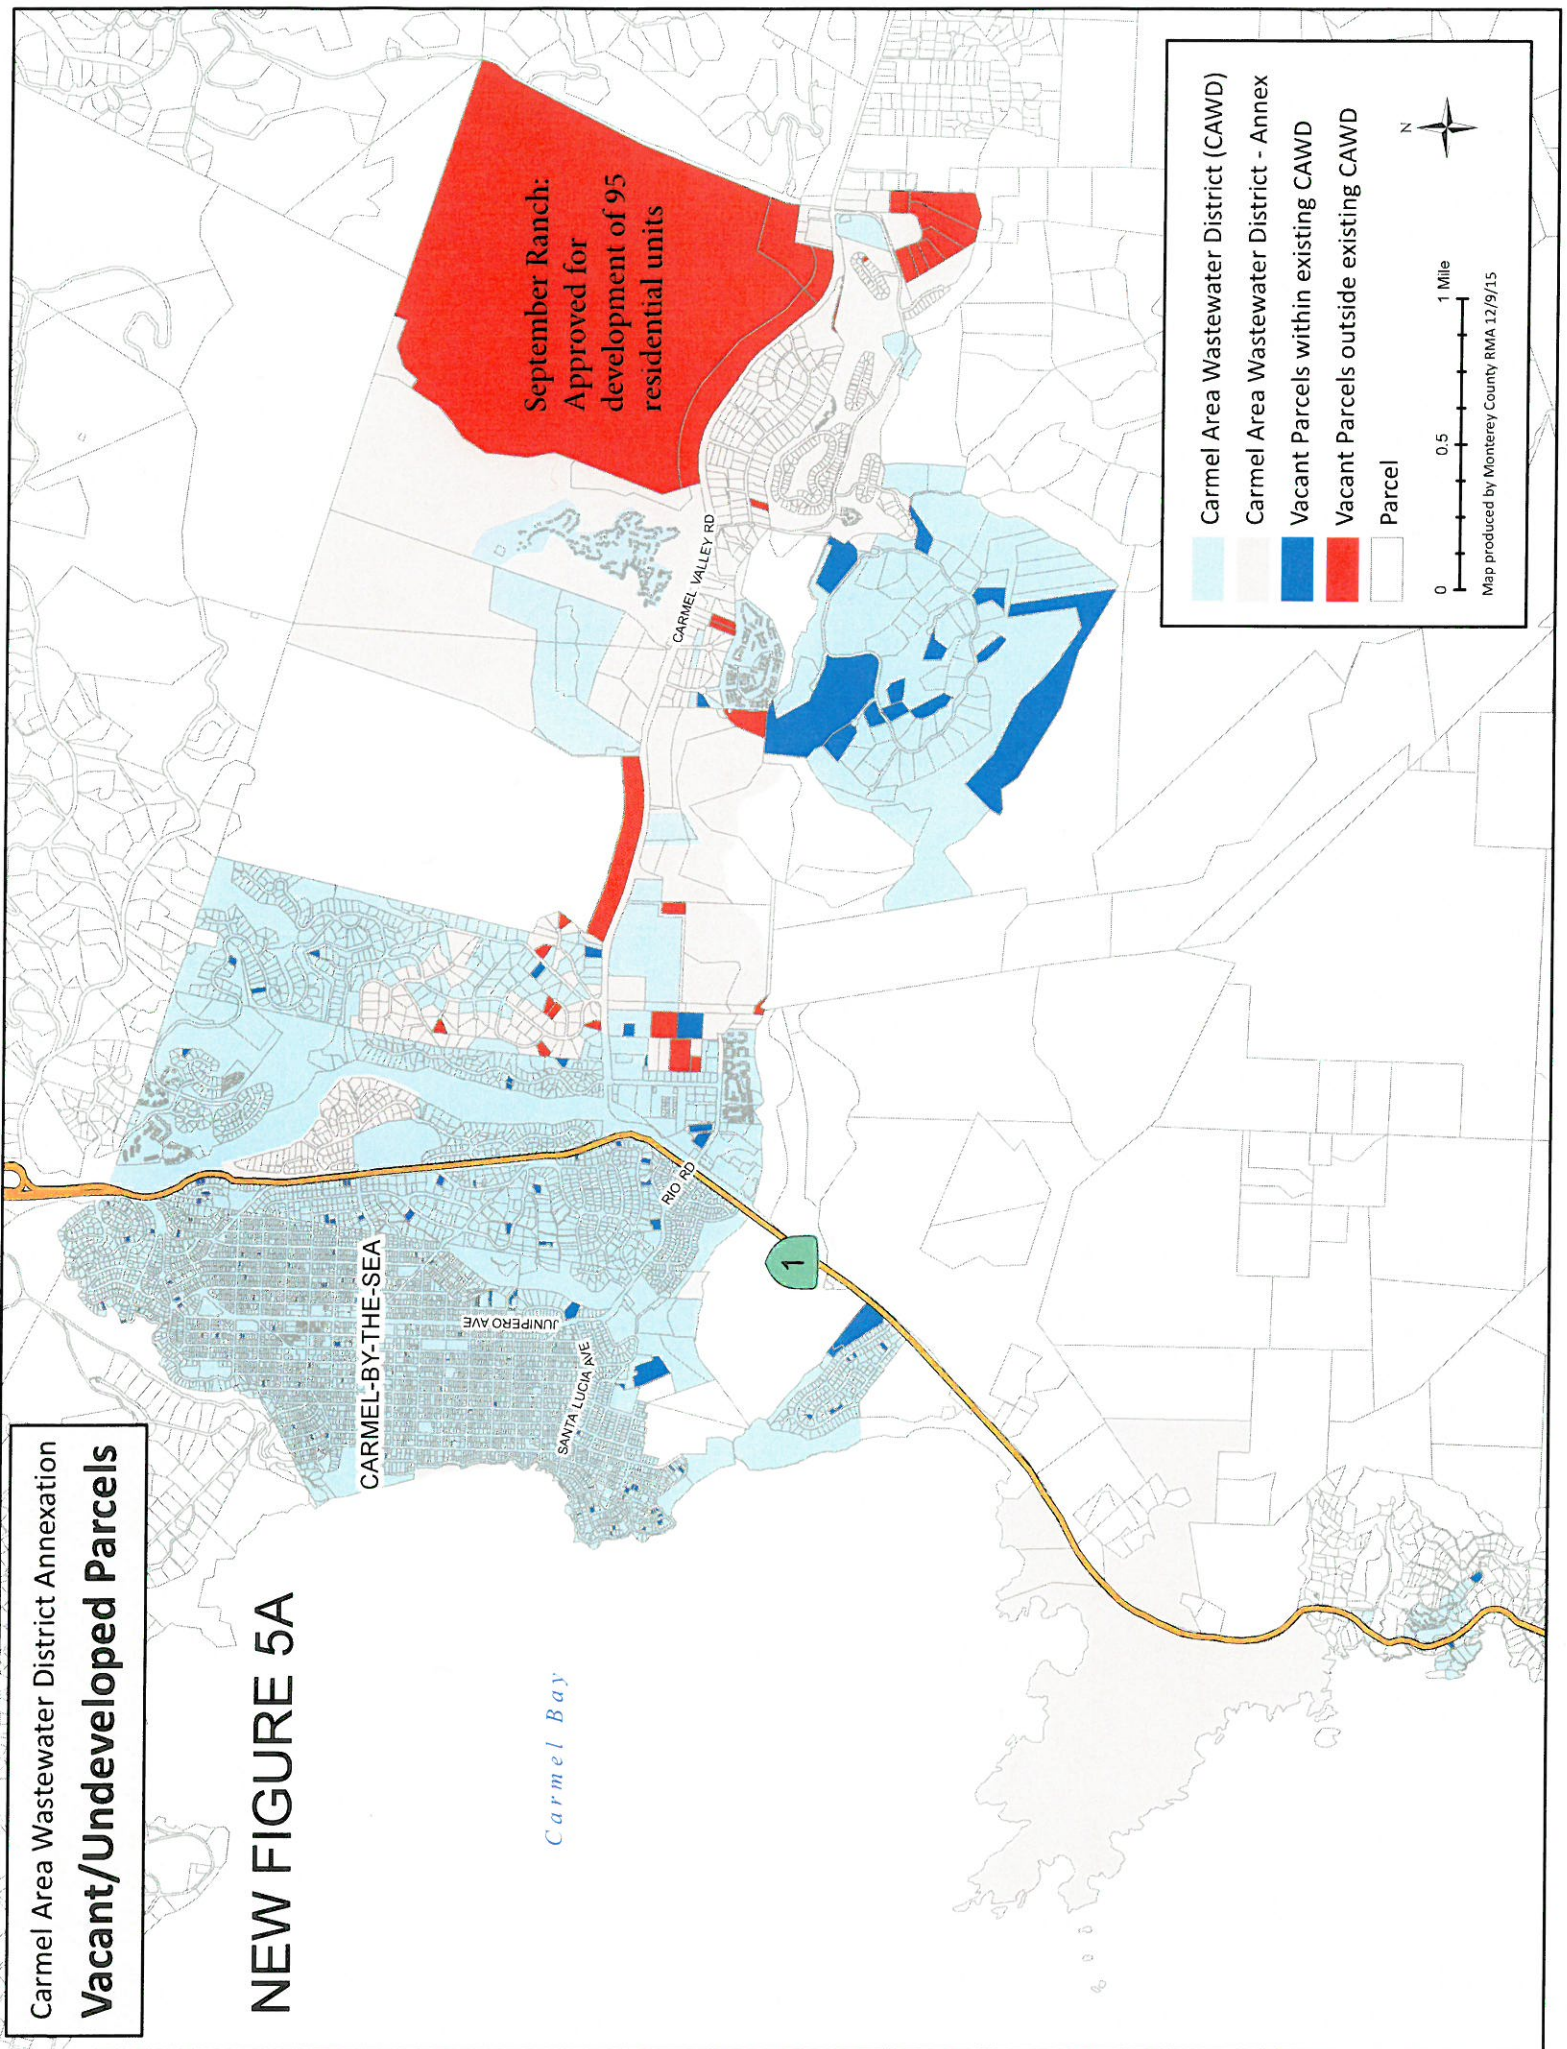 Carmel Area Wastewater District Annexation
Vacant/Undeveloped Parcels
NEW FIGURE 5A
Carmel Bay
CARMEL-BY-THE-SEA
JUNIPERO AVE
SANTA LUCIA AVE
RIO RD
1
CARMEL VALLEY RD
September Ranch:
Approved for
development of 95
residential units
Carmel Area Wastewater District (CAWD)
Carmel Area Wastewater District - Annex
Vacant Parcels within existing CAWD
Vacant Parcels outside existing CAWD
Parcel
N
0 0.5 1 Mile
Map produced by Monterey County RMA 12/9/15